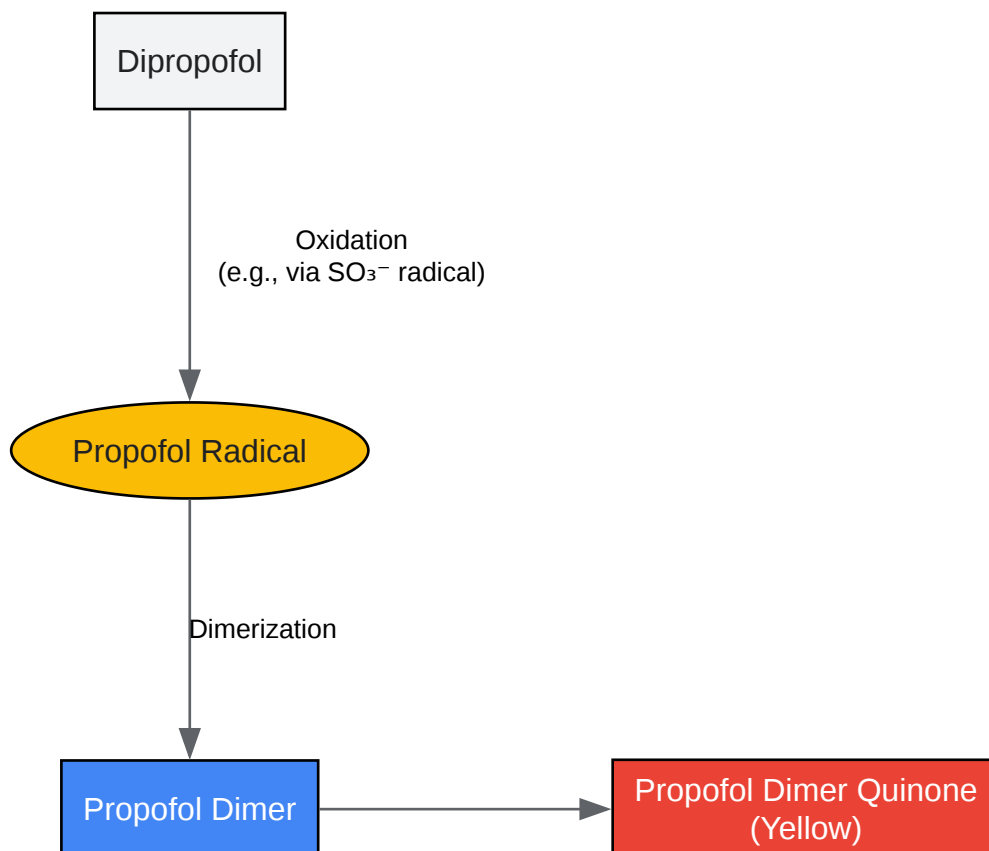 Dipropofol
Oxidation
(e.g., via SO₃⁻ radical)
Propofol Radical
Dimerization
Propofol Dimer
Propofol Dimer Quinone
(Yellow)